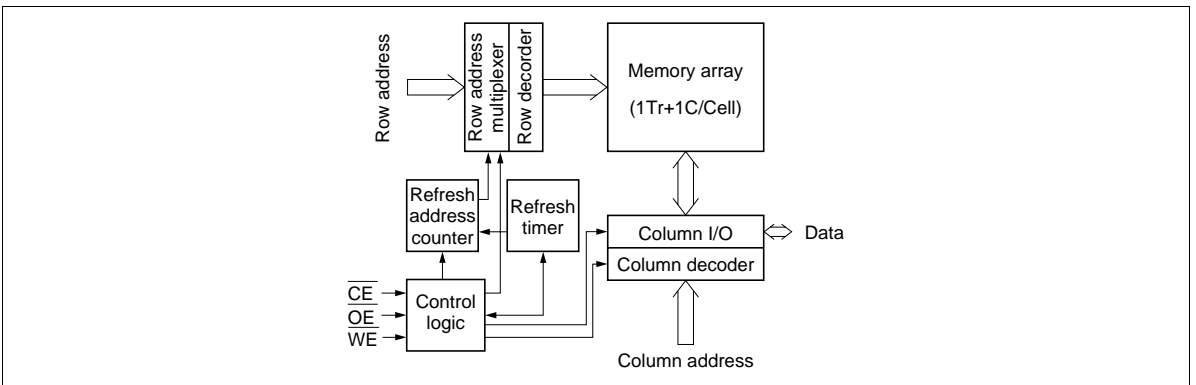 Row address
Row address
multiplexer
Row decorder
Memory array
(1Tr+1C/Cell)
Refresh
address
counter
Refresh
timer
Column I/O
Data
Column decoder
CE
OE
WE
Control
logic
Column address